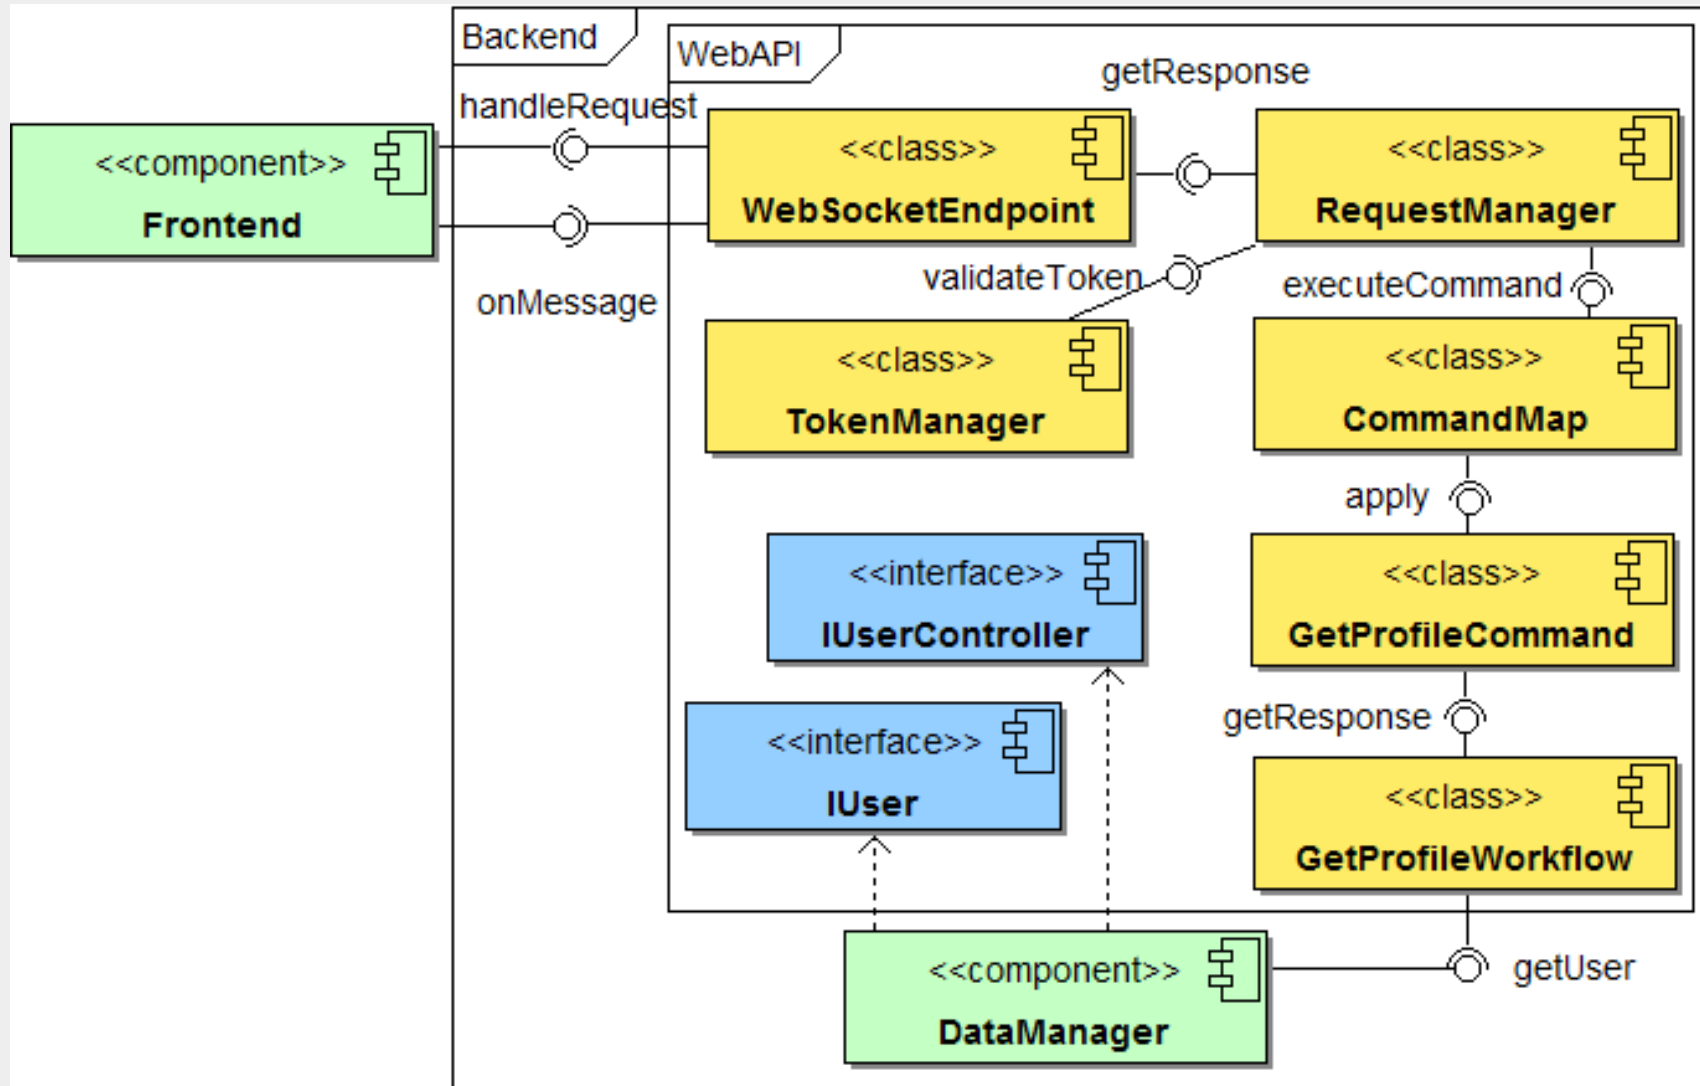 Backend
WebAPI
getResponse
handleRequest
<<component>>
Frontend
<<class>>
WebSocketEndpoint
<<class>>
RequestManager
onMessage
validateToken
executeCommand
<<class>>
TokenManager
<<class>>
CommandMap
apply
<<interface>>
IUserController
<<class>>
GetProfileCommand
getResponse
<<interface>>
IUser
<<class>>
GetProfileWorkflow
<<component>>
DataManager
getUser